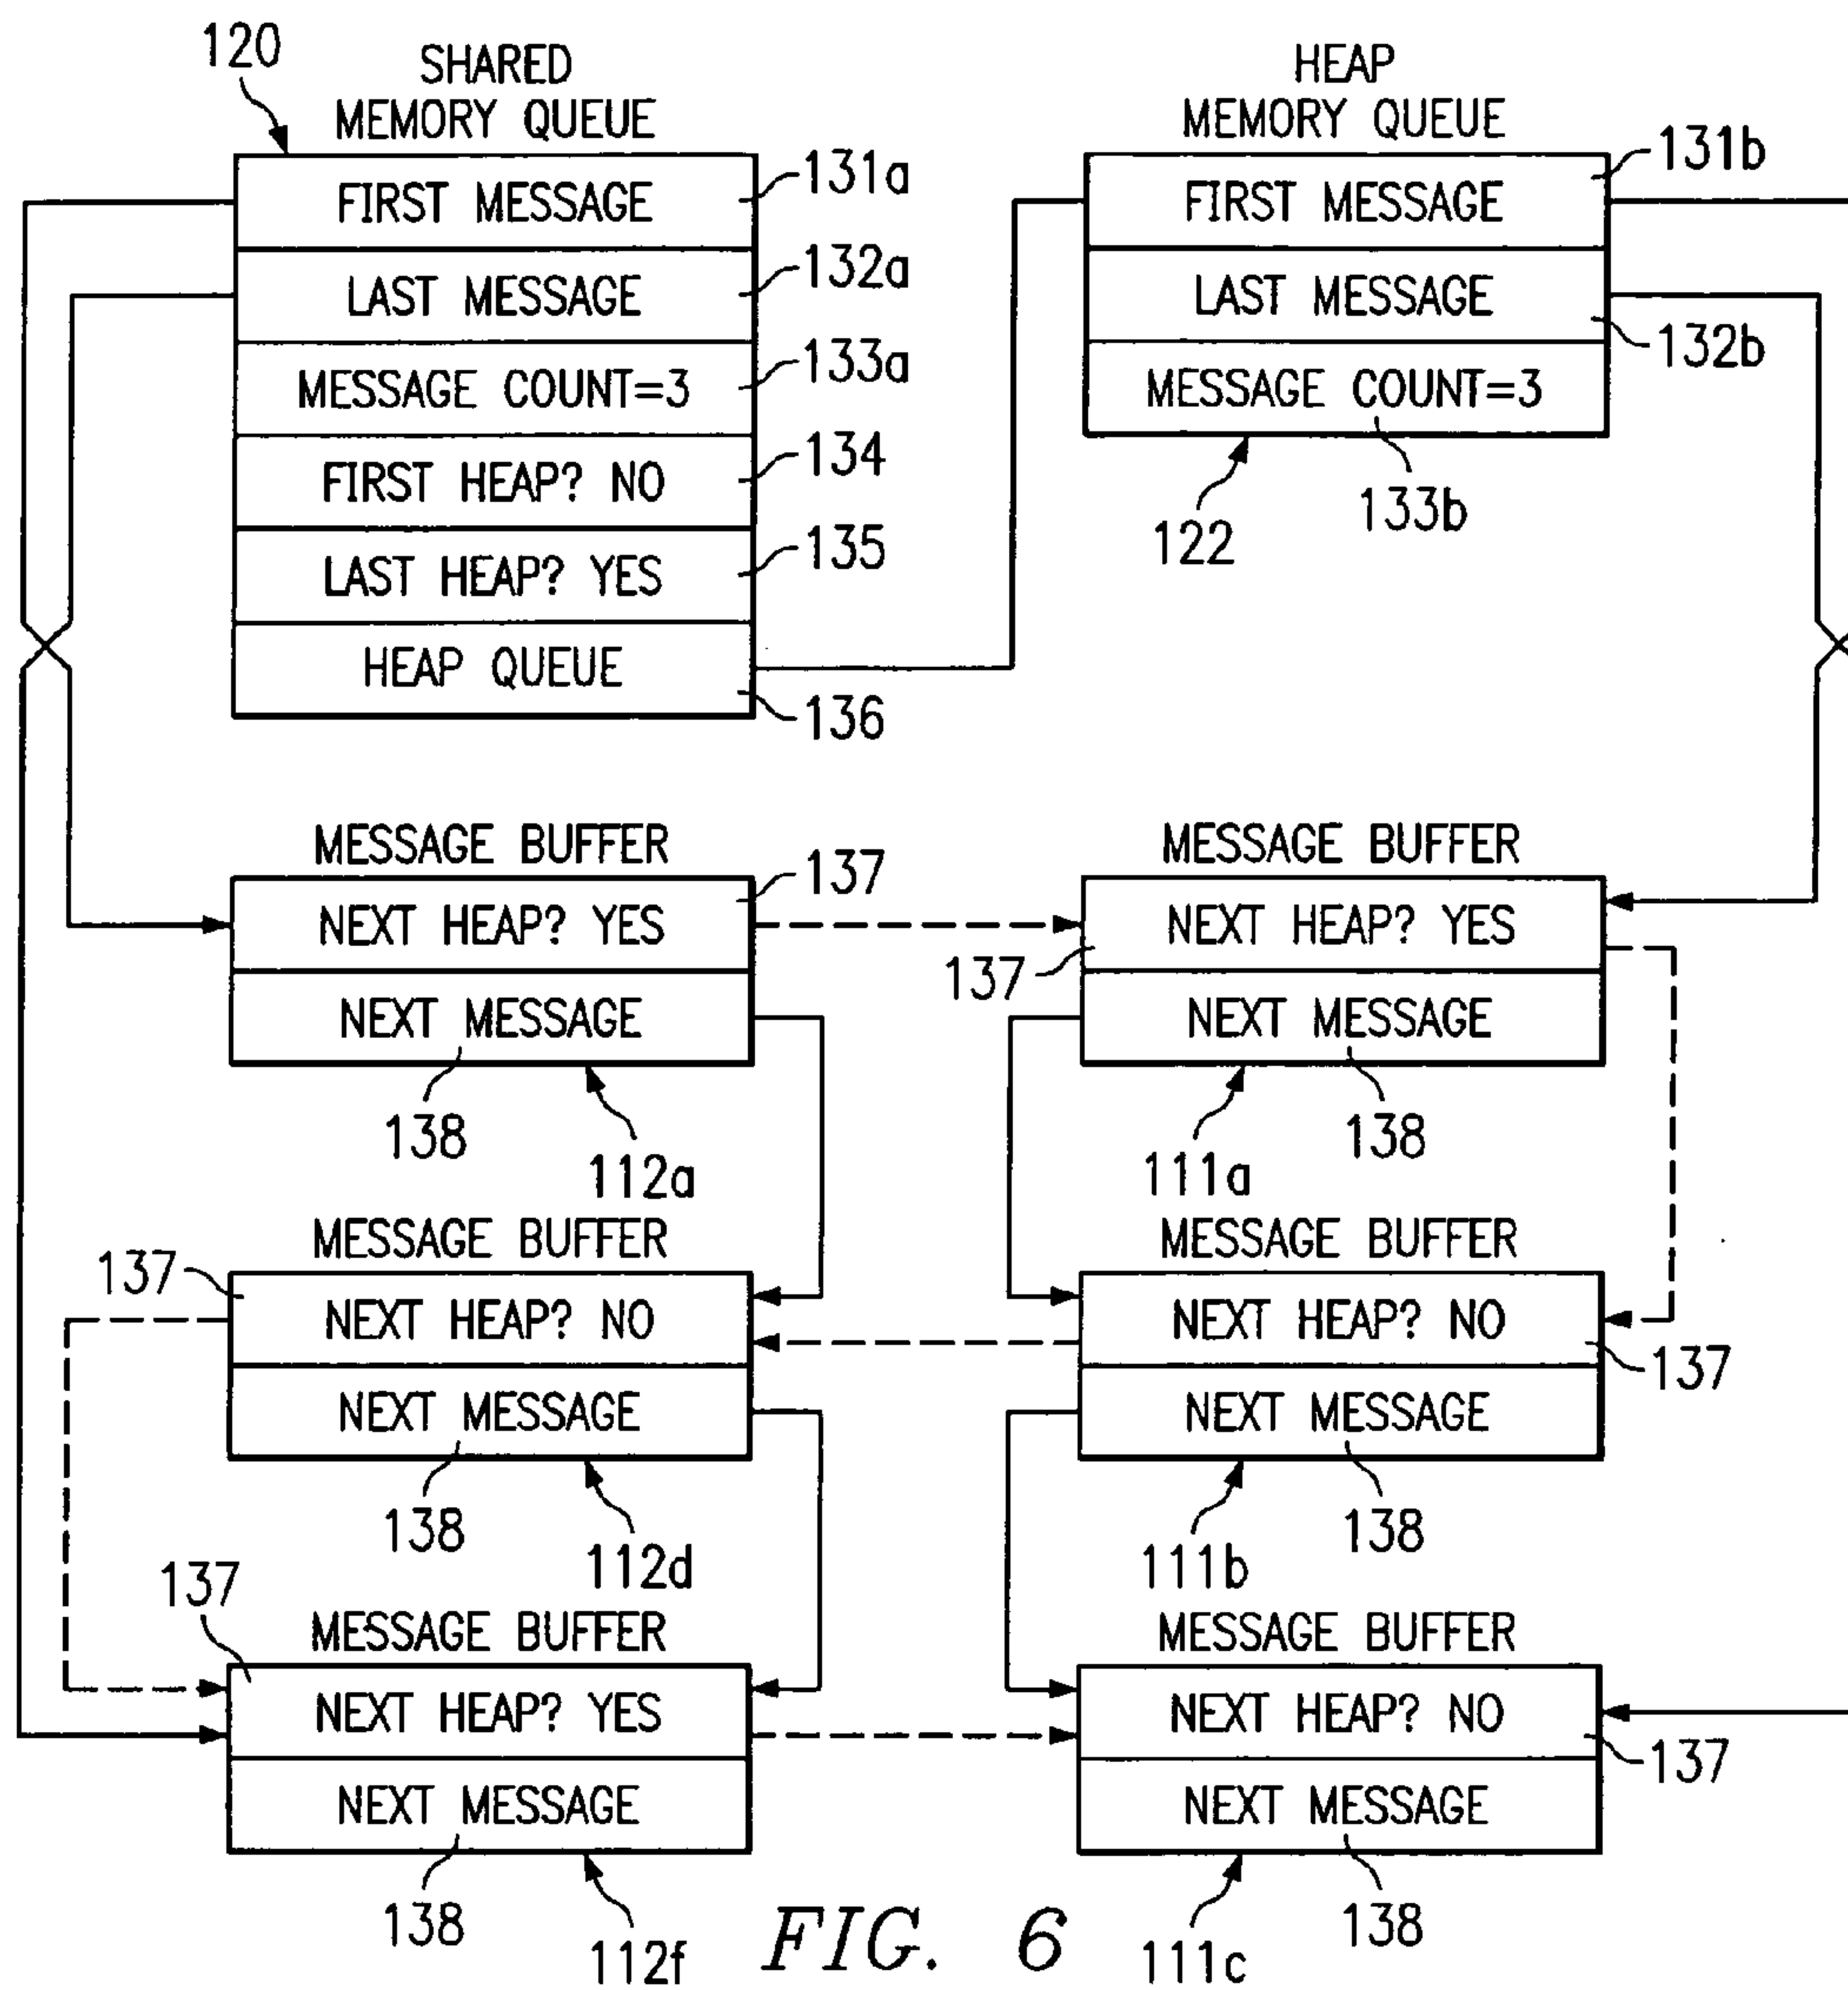 120
SHARED
MEMORY QUEUE
FIRST MESSAGE
131a
LAST MESSAGE
132a
MESSAGE COUNT=3
133a
FIRST HEAP? NO
134
LAST HEAP? YES
135
HEAP QUEUE
136
HEAP
MEMORY QUEUE
FIRST MESSAGE
131b
LAST MESSAGE
132b
MESSAGE COUNT=3
133b
122
MESSAGE BUFFER
137
NEXT HEAP? YES
NEXT MESSAGE
138
112a
MESSAGE BUFFER
NEXT HEAP? YES
137
NEXT MESSAGE
111a
138
MESSAGE BUFFER
137
NEXT HEAP? NO
NEXT MESSAGE
138
112d
MESSAGE BUFFER
NEXT HEAP? NO
137
NEXT MESSAGE
111b
138
MESSAGE BUFFER
137
NEXT HEAP? YES
NEXT MESSAGE
138
112f
MESSAGE BUFFER
NEXT HEAP? NO
137
NEXT MESSAGE
111c
138
FIG. 6